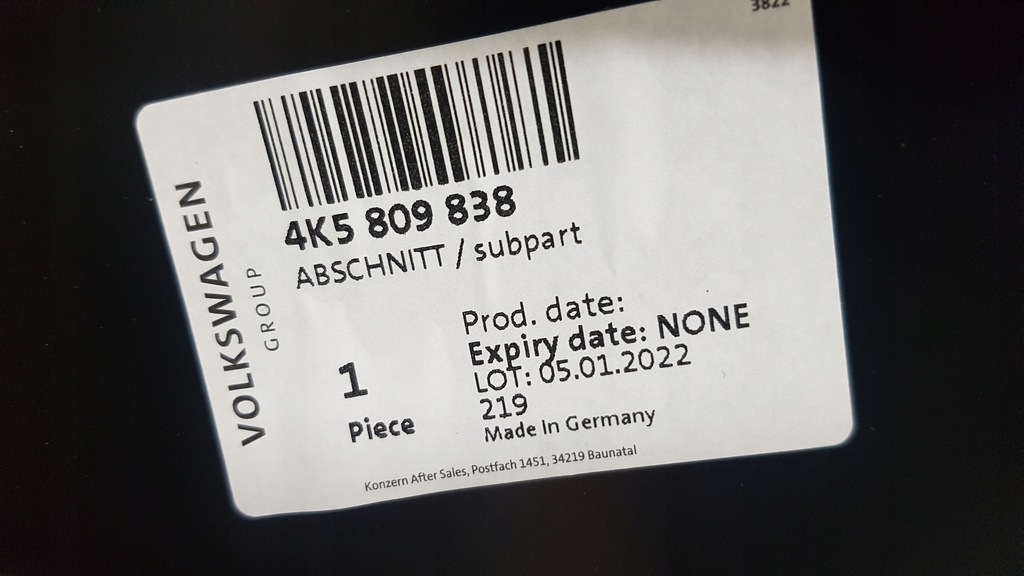 3822
VOLKSWAGEN
GROUP
4K5 809 838
ABSCHNITT / subpart
1
Piece
Prod. date:
Expiry date: NONE
LOT: 05.01.2022
219
Made In Germany
Konzern After Sales, Postfach 1451, 34219 Baunatal